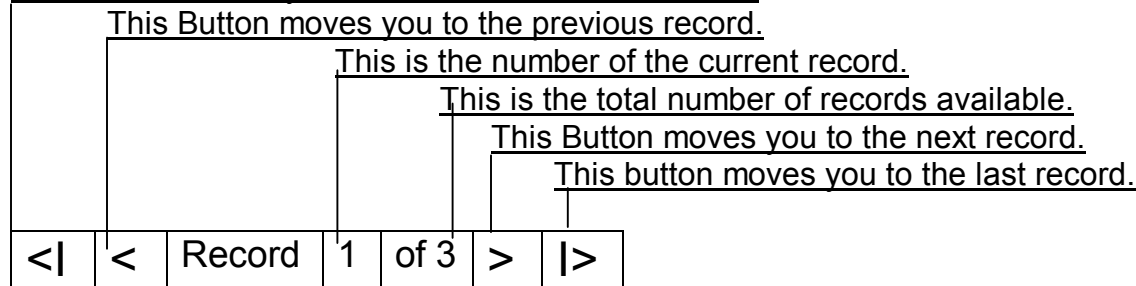 This Button moves you to the previous record.
This is the number of the current record.
This is the total number of records available.
This Button moves you to the next record.
This button moves you to the last record.
<| < Record 1 of 3 > |>